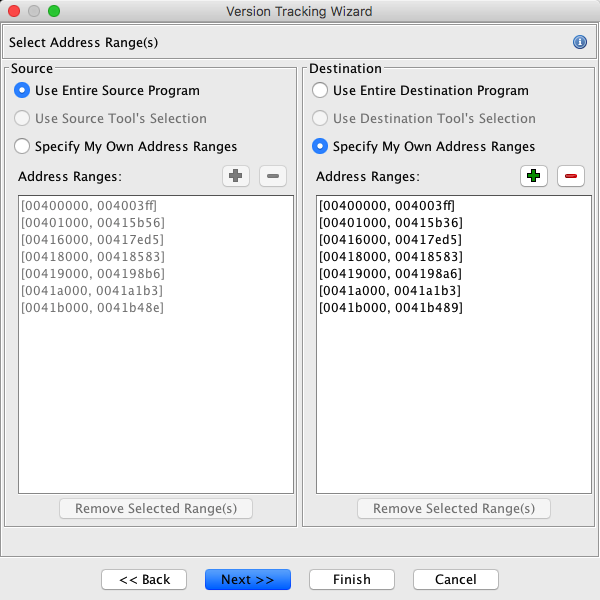 Version Tracking Wizard
Select Address Range(s)
Source
Use Entire Source Program
Use Source Tool's Selection
Specify My Own Address Ranges
Address Ranges:
[00400000, 004003ff]
[00401000, 00415b56]
[00416000, 00417ed5]
[00418000, 00418583]
[00419000, 004198b6]
[0041a000, 0041a1b3]
[0041b000, 0041b48e]
Remove Selected Range(s)
Destination
Use Entire Destination Program
Use Destination Tool's Selection
Specify My Own Address Ranges
Address Ranges:
[00400000, 004003ff]
[00401000, 00415b36]
[00416000, 00417ed5]
[00418000, 00418583]
[00419000, 004198a6]
[0041a000, 0041a1b3]
[0041b000, 0041b489]
Remove Selected Range(s)
<< Back
Next >>
Finish
Cancel